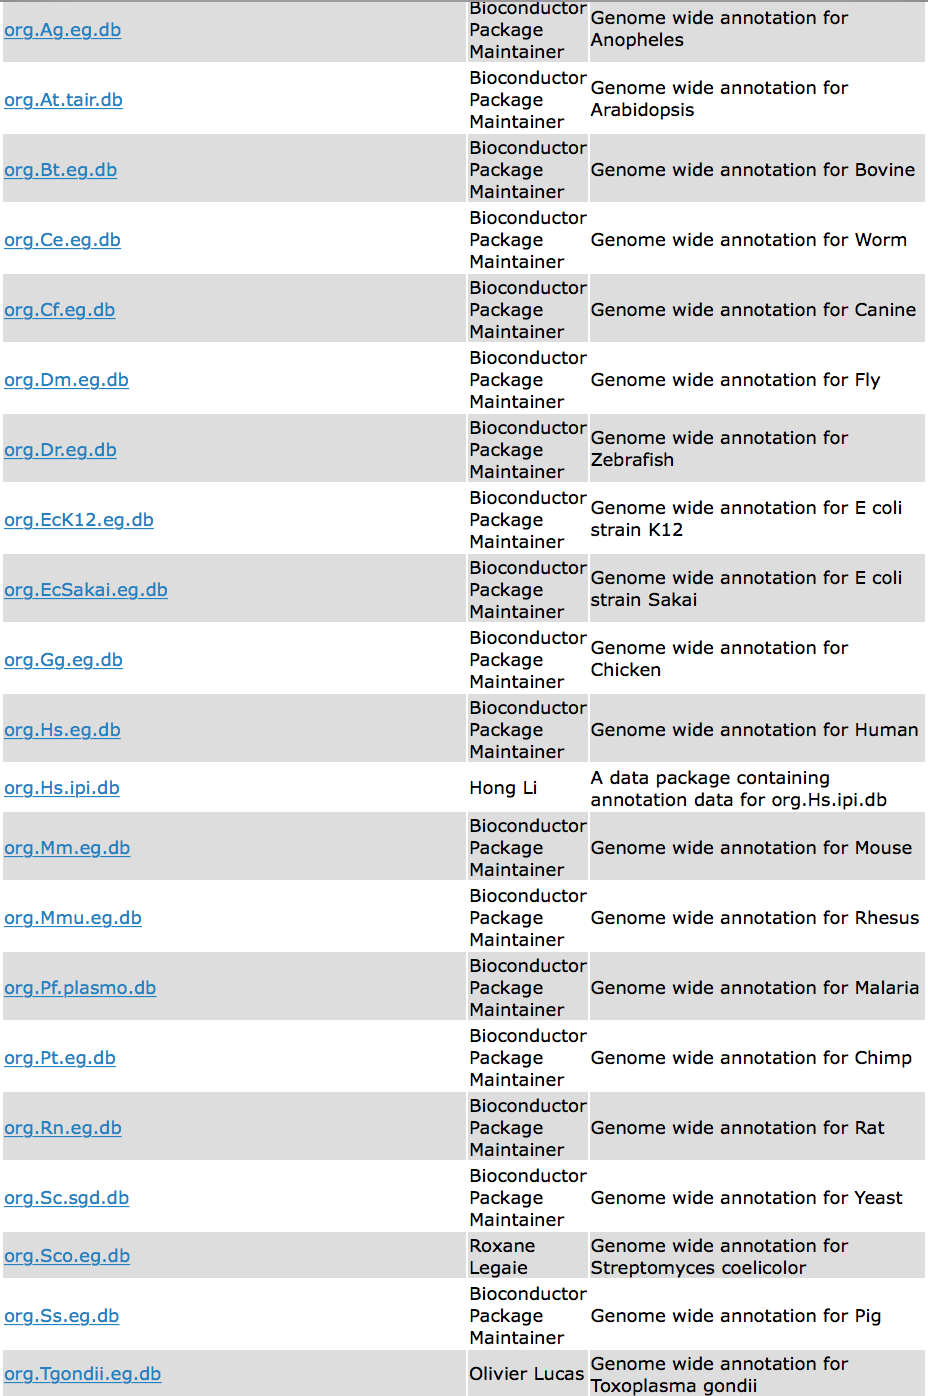 org.Ag.eg.db
Bioconductor
Package
Maintainer
Genome wide annotation for
Anopheles
org.At.tair.db
Bioconductor
Package
Maintainer
Genome wide annotation for
Arabidopsis
org.Bt.eg.db
Bioconductor
Package
Maintainer
Genome wide annotation for Bovine
org.Ce.eg.db
Bioconductor
Package
Maintainer
Genome wide annotation for Worm
org.Cf.eg.db
Bioconductor
Package
Maintainer
Genome wide annotation for Canine
org.Dm.eg.db
Bioconductor
Package
Maintainer
Genome wide annotation for Fly
org.Dr.eg.db
Bioconductor
Package
Maintainer
Genome wide annotation for
Zebrafish
org.EcK12.eg.db
Bioconductor
Package
Maintainer
Genome wide annotation for E coli
strain K12
org.EcSakai.eg.db
Bioconductor
Package
Maintainer
Genome wide annotation for E coli
strain Sakai
org.Gg.eg.db
Bioconductor
Package
Maintainer
Genome wide annotation for
Chicken
org.Hs.eg.db
Bioconductor
Package
Maintainer
Genome wide annotation for Human
org.Hs.ipi.db
Hong Li
A data package containing
annotation data for org.Hs.ipi.db
org.Mm.eg.db
Bioconductor
Package
Maintainer
Genome wide annotation for Mouse
org.Mmu.eg.db
Bioconductor
Package
Maintainer
Genome wide annotation for Rhesus
org.Pf.plasmo.db
Bioconductor
Package
Maintainer
Genome wide annotation for Malaria
org.Pt.eg.db
Bioconductor
Package
Maintainer
Genome wide annotation for Chimp
org.Rn.eg.db
Bioconductor
Package
Maintainer
Genome wide annotation for Rat
org.Sc.sgd.db
Bioconductor
Package
Maintainer
Genome wide annotation for Yeast
org.Sco.eg.db
Roxane
Legaie
Genome wide annotation for
Streptomyces coelicolor
org.Ss.eg.db
Bioconductor
Package
Maintainer
Genome wide annotation for Pig
org.Tgondii.eg.db
Olivier Lucas
Genome wide annotation for
Toxoplasma gondii